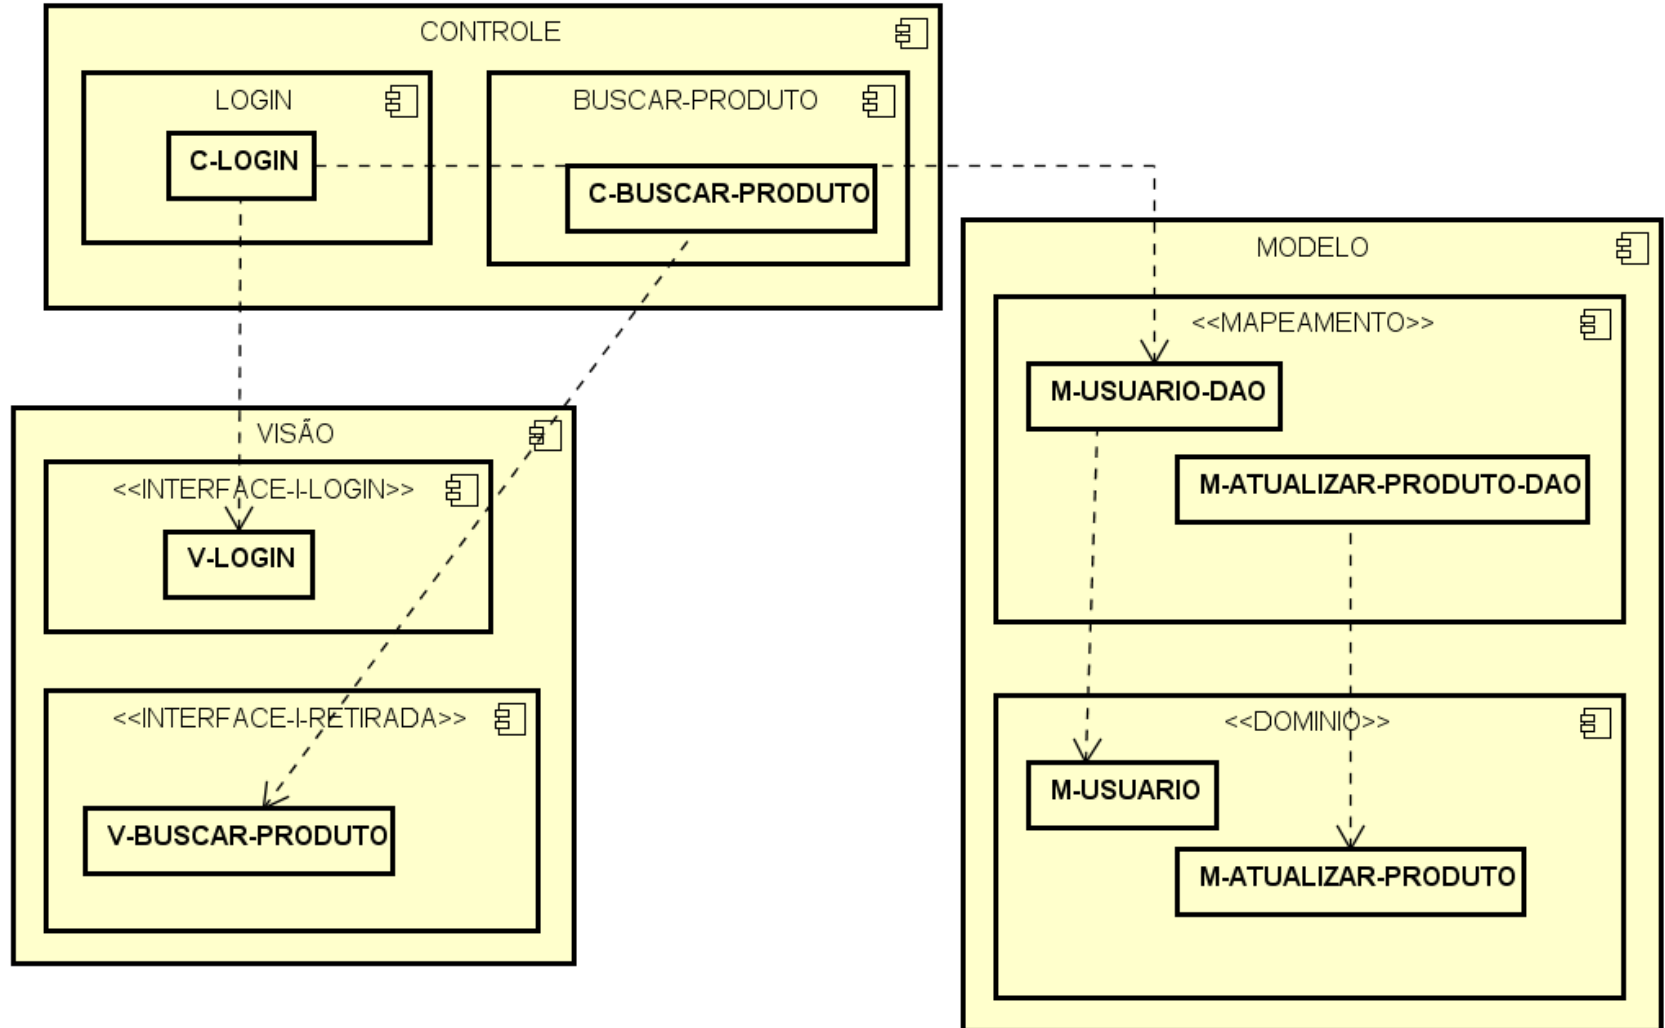 CONTROLE
LOGIN
C-LOGIN
BUSCAR-PRODUTO
C-BUSCAR-PRODUTO
VISÃO
<<INTERFACE-I-LOGIN>>
V-LOGIN
<<INTERFACE-I-RETIRADA>>
V-BUSCAR-PRODUTO
MODELO
<<MAPEAMENTO>>
M-USUARIO-DAO
M-ATUALIZAR-PRODUTO-DAO
<<DOMINIO>>
M-USUARIO
M-ATUALIZAR-PRODUTO